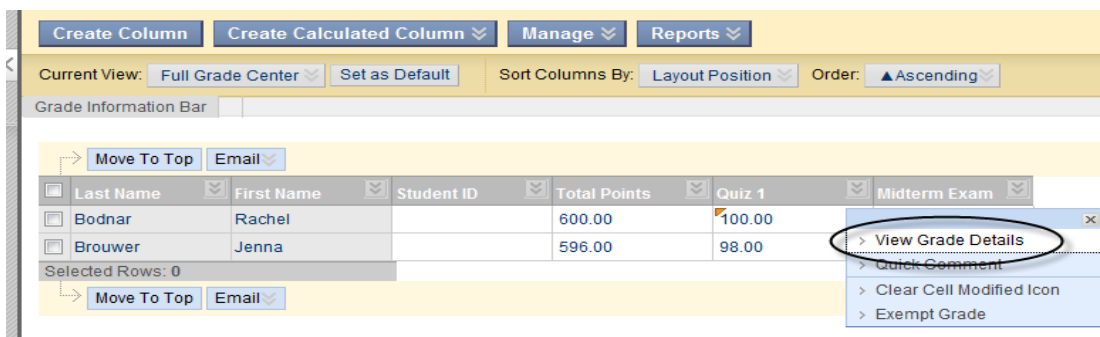 Create Column Create Calculated Column Manage Reports
Current View: Full Grade Center Set as Default Sort Columns By: Layout Position Order: ▲Ascending
Grade Information Bar
Move To Top Email
Last Name First Name Student ID Total Points Quiz 1 Midterm Exam
Bodnar Rachel 600.00 100.00
Brouwer Jenna 596.00 98.00
> View Grade Details
> Quick Comment
> Clear Cell Modified Icon
> Exempt Grade
Selected Rows: 0
Move To Top Email